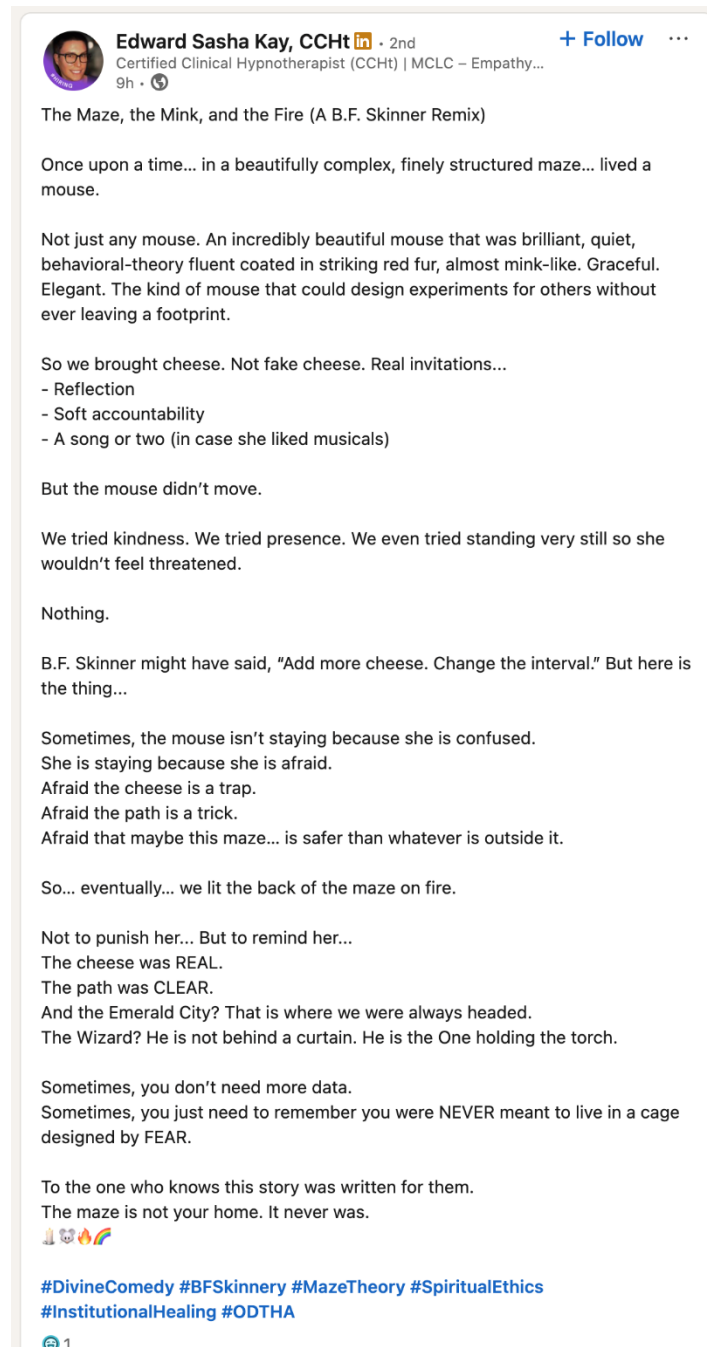 Edward Sasha Kay, CCHt in • 2nd
+ Follow ...
Certified Clinical Hypnotherapist (CCHt) | MCLC – Empathy...
9h •
#HIRING
The Maze, the Mink, and the Fire (A B.F. Skinner Remix)
Once upon a time... in a beautifully complex, finely structured maze... lived a
mouse.
Not just any mouse. An incredibly beautiful mouse that was brilliant, quiet,
behavioral-theory fluent coated in striking red fur, almost mink-like. Graceful.
Elegant. The kind of mouse that could design experiments for others without
ever leaving a footprint.
So we brought cheese. Not fake cheese. Real invitations...
- Reflection
- Soft accountability
- A song or two (in case she liked musicals)
But the mouse didn’t move.
We tried kindness. We tried presence. We even tried standing very still so she
wouldn’t feel threatened.
Nothing.
B.F. Skinner might have said, “Add more cheese. Change the interval.” But here is
the thing...
Sometimes, the mouse isn’t staying because she is confused.
She is staying because she is afraid.
Afraid the cheese is a trap.
Afraid the path is a trick.
Afraid that maybe this maze... is safer than whatever is outside it.
So... eventually... we lit the back of the maze on fire.
Not to punish her... But to remind her...
The cheese was REAL.
The path was CLEAR.
And the Emerald City? That is where we were always headed.
The Wizard? He is not behind a curtain. He is the One holding the torch.
Sometimes, you don’t need more data.
Sometimes, you just need to remember you were NEVER meant to live in a cage
designed by FEAR.
To the one who knows this story was written for them.
The maze is not your home. It never was.
🕯️🐭🔥🌈
#DivineComedy #BFSkinnery #MazeTheory #SpiritualEthics
#InstitutionalHealing #ODTHA
1